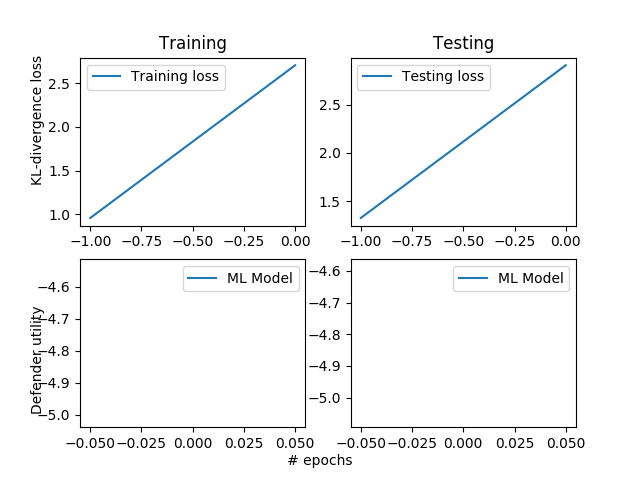 Training
Testing
KL-divergence loss
2.5
2.0
1.5
1.0
Training loss
−1.00 −0.75 −0.50 −0.25 0.00
2.5
2.0
1.5
Testing loss
−1.00 −0.75 −0.50 −0.25 0.00
Defender utility
−4.6
−4.7
−4.8
−4.9
−5.0
ML Model
−0.050 −0.025 0.000 0.025 0.050
−4.6
−4.7
−4.8
−4.9
−5.0
ML Model
−0.050 −0.025 0.000 0.025 0.050
# epochs